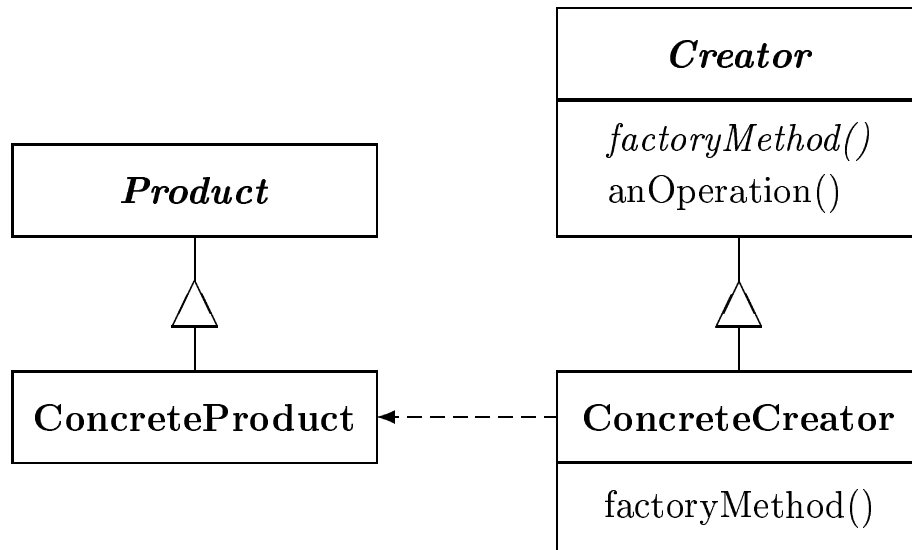 Creator
factoryMethod()
anOperation()
Product
ConcreteProduct
ConcreteCreator
factoryMethod()